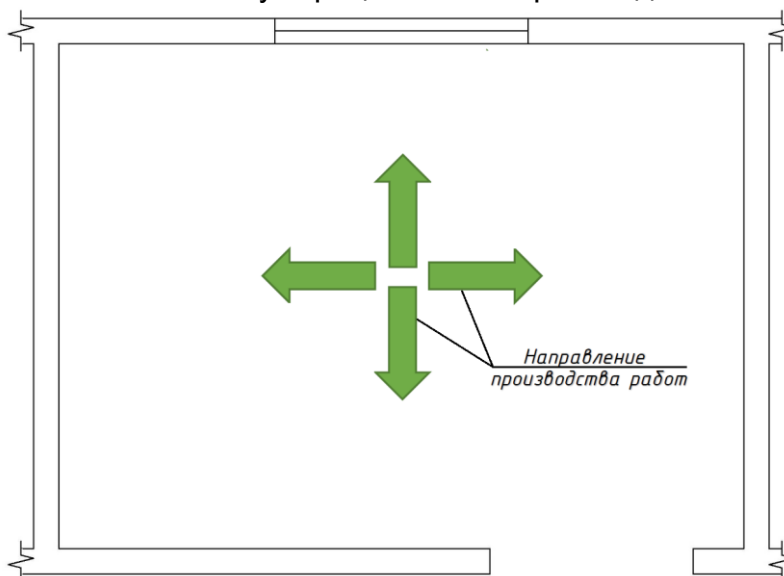 Направление
производства работ